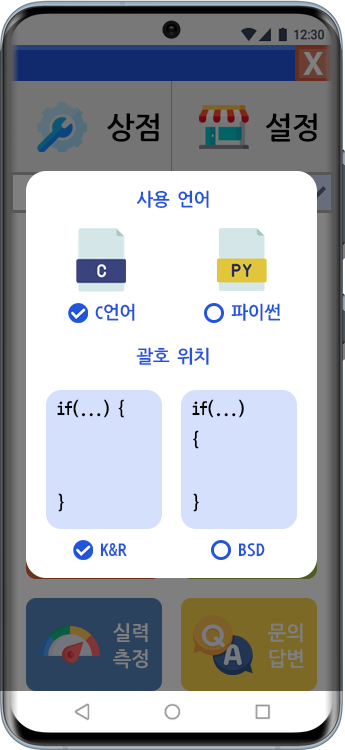 12:30
X
상점
설정
사용 언어
C
PY
C언어
파이썬
괄호 위치
if(...) {
}
if(...)
{
}
K&R
BSD
실력
측정
Q
A
문의
답변